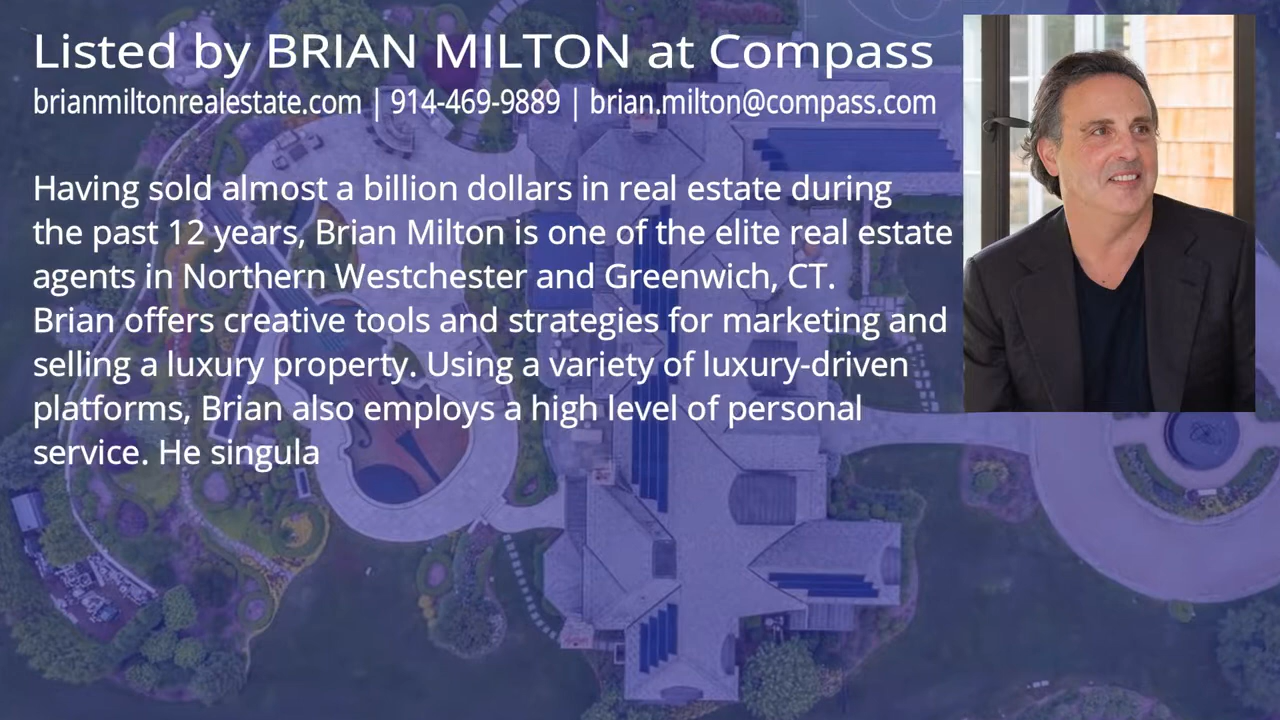 Listed by BRIAN MILTON at Compass
brianmiltonrealestate.com | 914-469-9889 | brian.milton@compass.com
Having sold almost a billion dollars in real estate during
the past 12 years, Brian Milton is one of the elite real estate
agents in Northern Westchester and Greenwich, CT.
Brian offers creative tools and strategies for marketing and
selling a luxury property. Using a variety of luxury-driven
platforms, Brian also employs a high level of personal
service. He singula